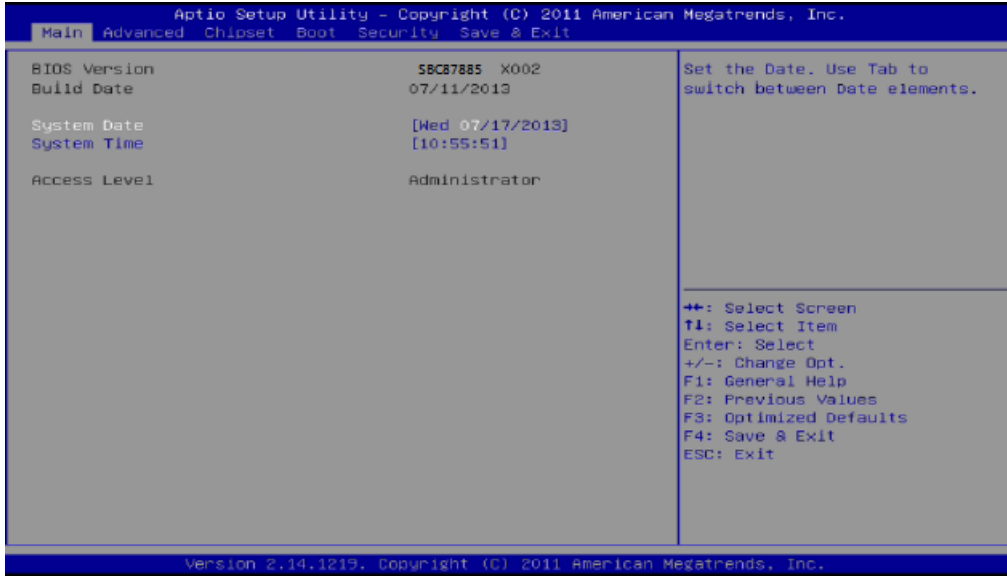 Aptio Setup Utility – Copyright (C) 2011 American Megatrends, Inc.
Main Advanced Chipset Boot Security Save & Exit
BIOS Version SBC87885 X002
Build Date 07/11/2013
System Date [Wed 07/17/2013]
System Time [10:55:51]
Access Level Administrator
Set the Date. Use Tab to
switch between Date elements.
→←: Select Screen
↑↓: Select Item
Enter: Select
+/-: Change Opt.
F1: General Help
F2: Previous Values
F3: Optimized Defaults
F4: Save & Exit
ESC: Exit
Version 2.14.1219. Copyright (C) 2011 American Megatrends, Inc.